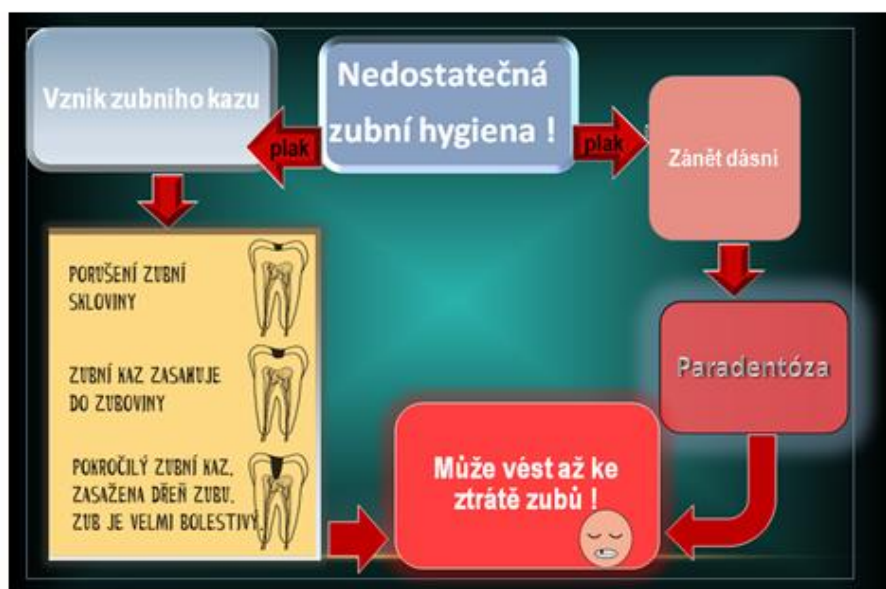 Vznik zubního kazu
Nedostatečná
zubní hygiena !
plak
plak
Zánět dásní
PORUŠENÍ ZUBNÍ
SKLOVINY
ZUBNÍ KAZ ZASAHUJE
DO ZUBOVINY
POKROČILÝ ZUBNÍ KAZ.
ZASAŽENA DŘEŇ ZUBU.
ZUB JE VELMI BOLESTIVÝ.
Paradentóza
Může vést až ke
ztrátě zubů !